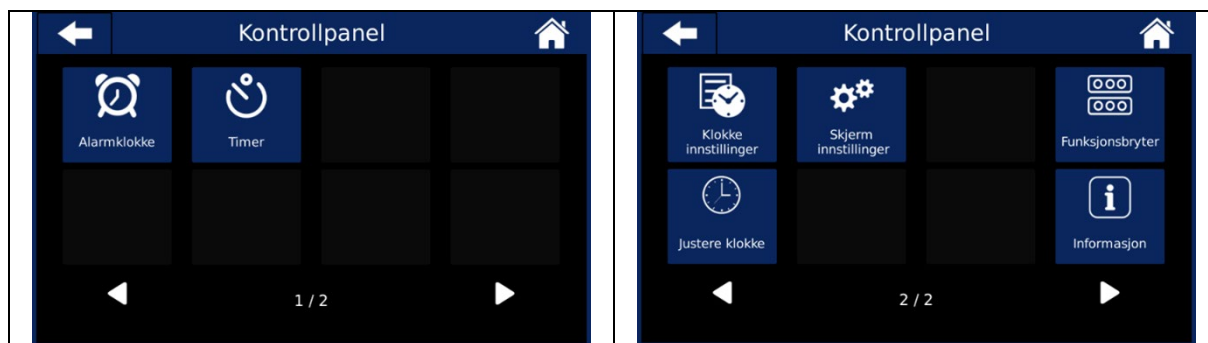 Kontrollpanel
Alarmklokke
Timer
1 / 2
Kontrollpanel
Klokke
innstillinger
Skjerm
innstillinger
Funksjonsbryter
Justere klokke
Informasjon
2 / 2